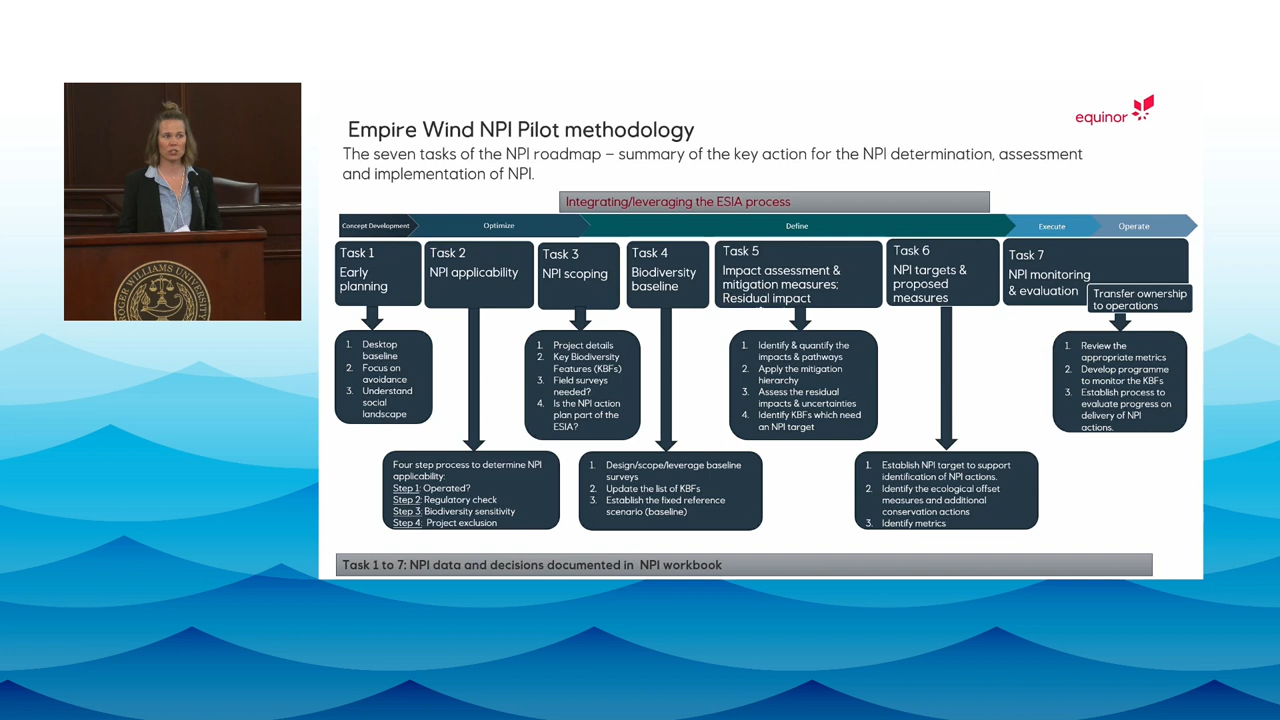 equinor
Empire Wind NPI Pilot methodology
The seven tasks of the NPI roadmap – summary of the key action for the NPI determination, assessment
and implementation of NPI.
Integrating/leveraging the ESIA process
Concept Development
Optimize
Define
Execute
Operate
Task 1
Early
planning
Task 2
NPI applicability
Task 3
NPI scoping
Task 4
Biodiversity
baseline
Task 5
Impact assessment &
mitigation measures;
Residual impact
Task 6
NPI targets &
proposed
measures
Task 7
NPI monitoring
& evaluation
Transfer ownership
to operations
1. Desktop
baseline
2. Focus on
avoidance
3. Understand
social
landscape
1. Project details
2. Key Biodiversity
Features (KBFs)
3. Field surveys
needed?
4. Is the NPI action
plan part of the
ESIA?
1. Identify & quantify the
impacts & pathways
2. Apply the mitigation
hierarchy
3. Assess the residual
impacts & uncertainties
4. Identify KBFs which need
an NPI target
1. Review the
appropriate metrics
2. Develop programme
to monitor the KBFs
3. Establish process to
evaluate progress on
delivery of NPI
actions.
Four step process to determine NPI
applicability:
Step 1: Operated?
Step 2: Regulatory check
Step 3: Biodiversity sensitivity
Step 4: Project exclusion
1. Design/scope/leverage baseline
surveys
2. Update the list of KBFs
3. Establish the fixed reference
scenario (baseline)
1. Establish NPI target to support
identification of NPI actions.
2. Identify the ecological offset
measures and additional
conservation actions
3. Identify metrics
Task 1 to 7: NPI data and decisions documented in NPI workbook
ROGER WILLIAMS UNIVERSITY